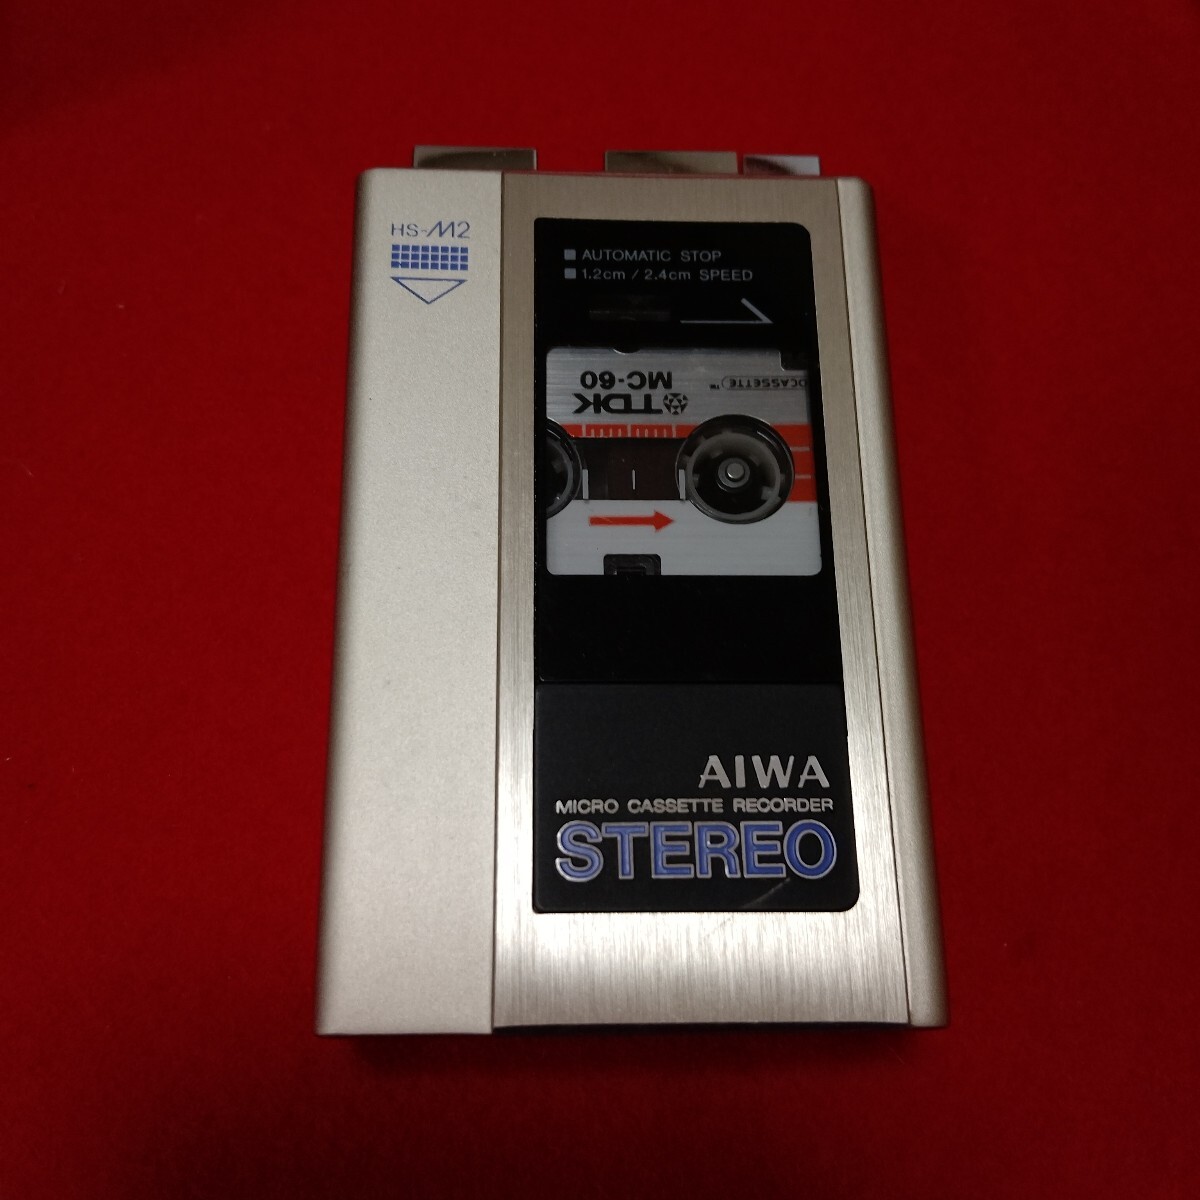 HS-M2
■ AUTOMATIC STOP
■ 1.2cm / 2.4cm SPEED
MC-60
TDK
AIWA
MICRO CASSETTE RECORDER
STEREO